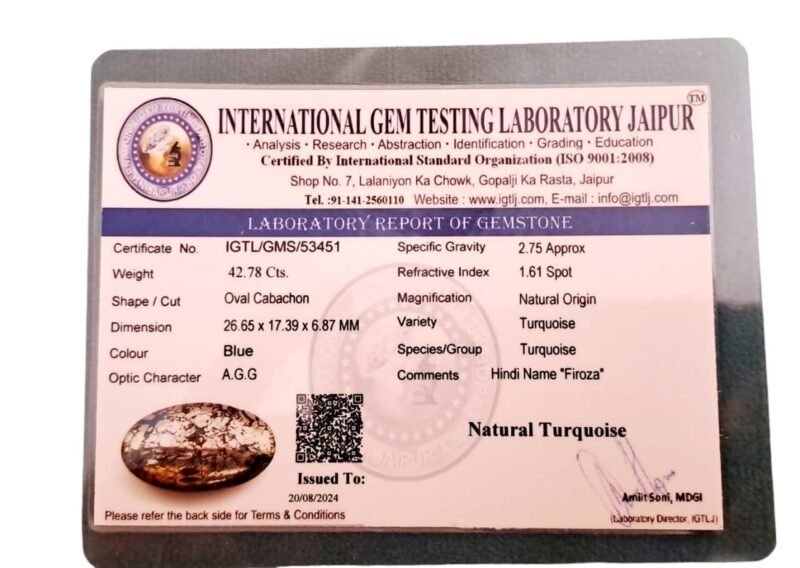 INTERNATIONAL GEM TESTING LABORATORY JAIPUR TM
· Analysis · Research · Abstraction · Identification · Grading · Education
Certified By International Standard Organization (ISO 9001:2008)
Shop No. 7, Lalaniyon Ka Chowk, Gopalji Ka Rasta, Jaipur
Tel. :91-141-2560110 Website : www.igtlj.com, E-mail : info@igtlj.com
LABORATORY REPORT OF GEMSTONE
Certificate No. IGTL/GMS/53451
Weight 42.78 Cts.
Shape / Cut Oval Cabachon
Dimension 26.65 x 17.39 x 6.87 MM
Colour Blue
Optic Character A.G.G
Specific Gravity 2.75 Approx
Refractive Index 1.61 Spot
Magnification Natural Origin
Variety Turquoise
Species/Group Turquoise
Comments Hindi Name "Firoza"
Natural Turquoise
Issued To:
20/08/2024
Please refer the back side for Terms & Conditions
Amlit Soni, MDGI
(Laboratory Director, IGTLJ)